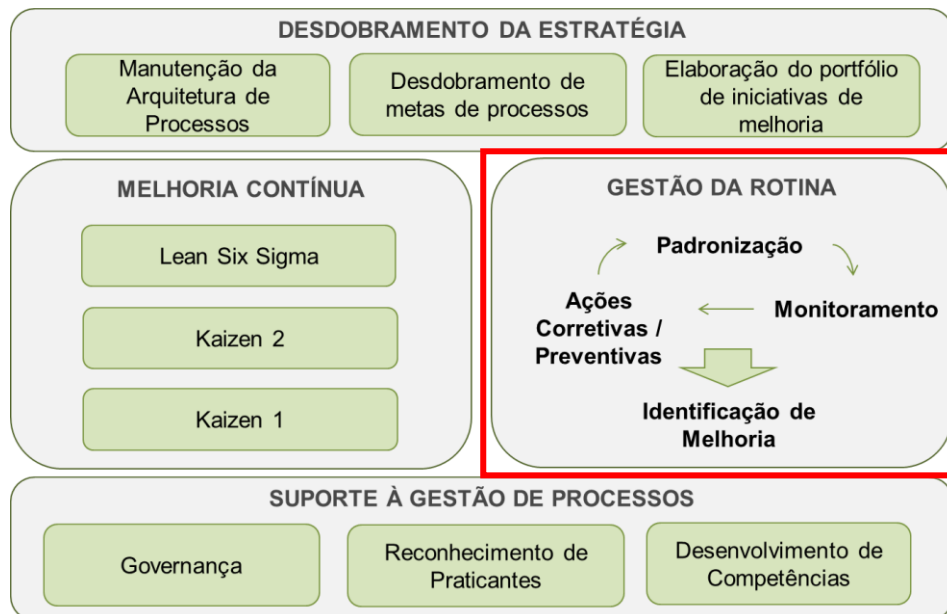 DESDOBRAMENTO DA ESTRATÉGIA
Manutenção da
Arquitetura de
Processos
Desdobramento de
metas de processos
Elaboração do portfólio
de iniciativas de
melhoria
MELHORIA CONTÍNUA
Lean Six Sigma
Kaizen 2
Kaizen 1
GESTÃO DA ROTINA
Padronização
Monitoramento
Ações
Corretivas /
Preventivas
Identificação de
Melhoria
SUPORTE À GESTÃO DE PROCESSOS
Governança
Reconhecimento de
Praticantes
Desenvolvimento de
Competências